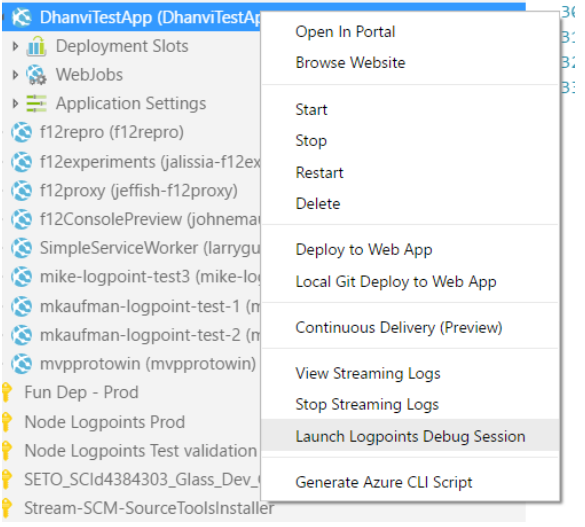 DhanviTestApp (DhanviTestAp
Deployment Slots
WebJobs
Application Settings
f12repro (f12repro)
f12experiments (jalissia-f12ex
f12proxy (jeffish-f12proxy)
f12ConsolePreview (johnema
SimpleServiceWorker (larrygu
mike-logpoint-test3 (mike-log
mkaufman-logpoint-test-1 (m
mkaufman-logpoint-test-2 (m
mvpprotowin (mvpprotowin)
Fun Dep - Prod
Node Logpoints Prod
Node Logpoints Test validation
SETO_SCId4384303_Glass_Dev_
Stream-SCM-SourceToolsInstaller
Open In Portal
Browse Website
Start
Stop
Restart
Delete
Deploy to Web App
Local Git Deploy to Web App
Continuous Delivery (Preview)
View Streaming Logs
Stop Streaming Logs
Launch Logpoints Debug Session
Generate Azure CLI Script
30
31
32
33